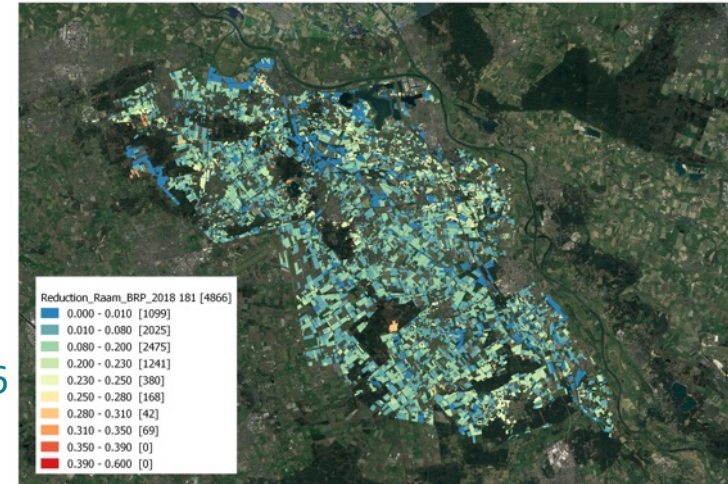 Reduction_Raam_BRP_2018 181 [4866]
0.000 - 0.010 [1099]
0.010 - 0.080 [2025]
0.080 - 0.200 [2475]
0.200 - 0.230 [1241]
0.230 - 0.250 [380]
0.250 - 0.280 [168]
0.280 - 0.310 [42]
0.310 - 0.350 [69]
0.350 - 0.390 [0]
0.390 - 0.600 [0]